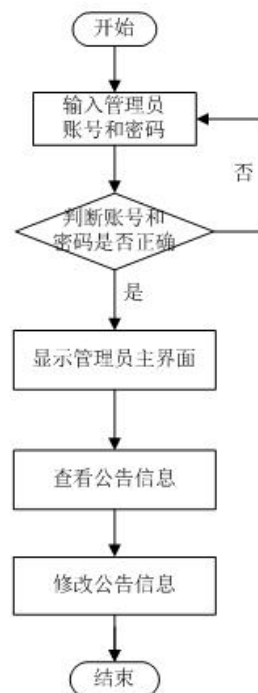 开始
输入管理员
账号和密码
否
判断账号和
密码是否正确
是
显示管理员主界面
查看公告信息
修改公告信息
结束